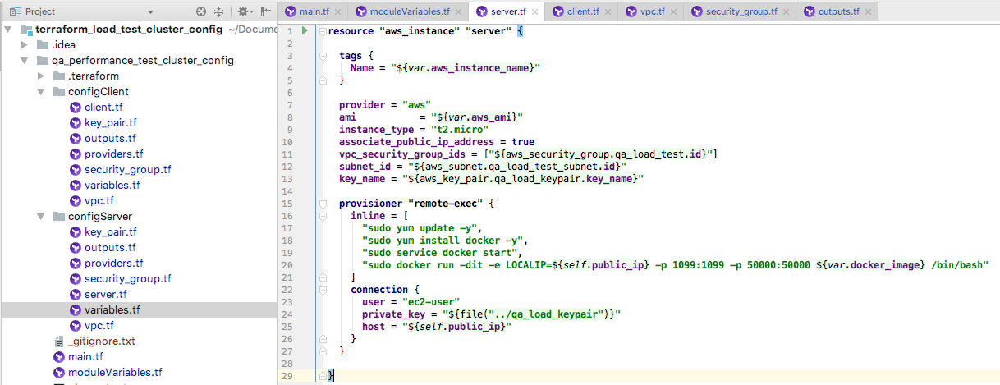 Project
terraform_load_test_cluster_config ~/Docume
.idea
qa_performance_test_cluster_config
.terraform
configClient
client.tf
key_pair.tf
outputs.tf
providers.tf
security_group.tf
variables.tf
vpc.tf
configServer
key_pair.tf
outputs.tf
providers.tf
security_group.tf
server.tf
variables.tf
vpc.tf
_gitignore.txt
main.tf
moduleVariables.tf
main.tf moduleVariables.tf server.tf client.tf vpc.tf security_group.tf outputs.tf
1 resource "aws_instance" "server" {
2
3 tags {
4 Name = "${var.aws_instance_name}"
5 }
6
7 provider = "aws"
8 ami = "${var.aws_ami}"
9 instance_type = "t2.micro"
10 associate_public_ip_address = true
11 vpc_security_group_ids = ["${aws_security_group.qa_load_test.id}"]
12 subnet_id = "${aws_subnet.qa_load_test_subnet.id}"
13 key_name = "${aws_key_pair.qa_load_keypair.key_name}"
14
15 provisioner "remote-exec" {
16 inline = [
17 "sudo yum update -y",
18 "sudo yum install docker -y",
19 "sudo service docker start",
20 "sudo docker run -dit -e LOCALIP=${self.public_ip} -p 1099:1099 -p 50000:50000 ${var.docker_image} /bin/bash"
21 ]
22 connection {
23 user = "ec2-user"
24 private_key = "${file("../qa_load_keypair")}"
25 host = "${self.public_ip}"
26 }
27 }
28
29 }